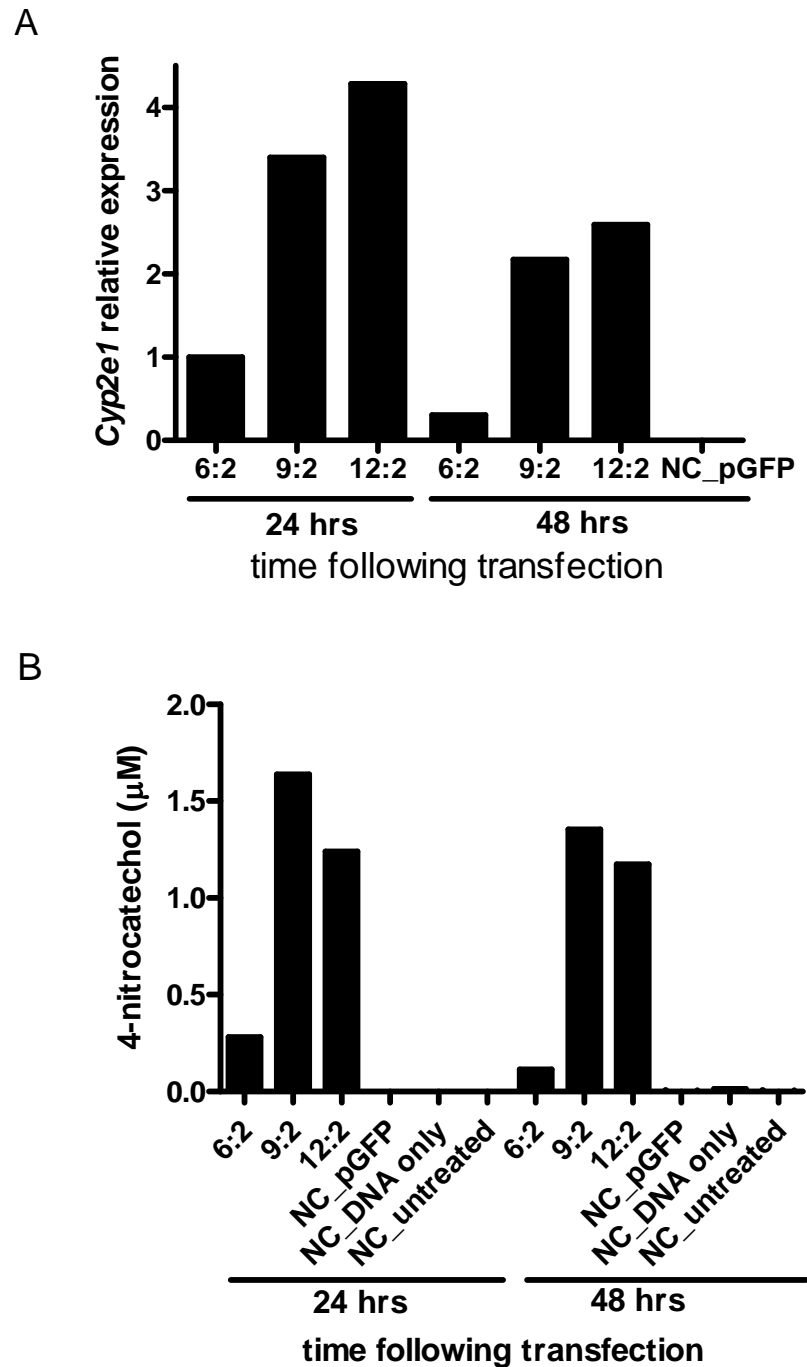 A
Cyp2e1 relative expression
4
3
2
1
0
6:2 9:2 12:2 6:2 9:2 12:2 NC_pGFP
24 hrs 48 hrs
time following transfection
B
4-nitrocatechol (μM)
2.0
1.5
1.0
0.5
0.0
6:2 9:2 12:2 NC_pGFP NC_DNA only NC_untreated 6:2 9:2 12:2 NC_pGFP NC_DNA only NC_untreated
24 hrs 48 hrs
time following transfection